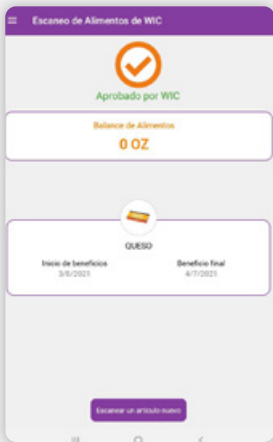 Escaneo de Alimentos de WIC
Aprobado por WIC
Balance de Alimentos
0 OZ
QUESO
Inicio de beneficios Beneficio final
3/8/2021 4/7/2021
Escanear un artículo nuevo